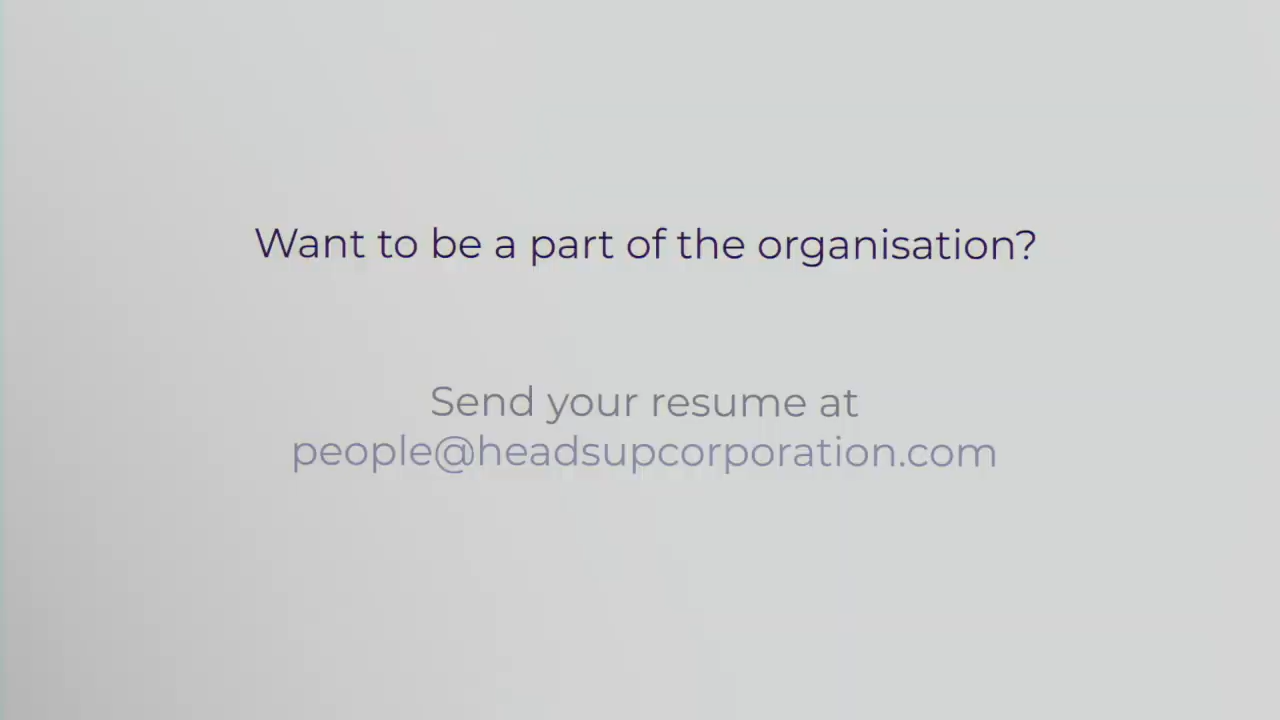 Want to be a part of the organisation?
Send your resume at
people@headsupcorporation.com